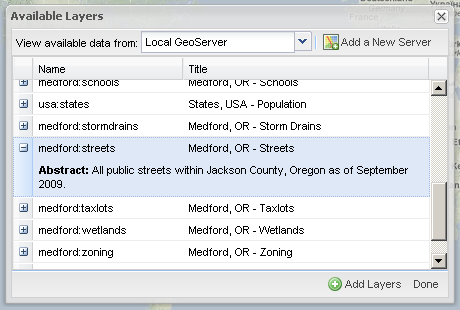 Available Layers
View available data from: Local GeoServer Add a New Server
Name Title
medford:schools Medford, OR - Schools
usa:states States, USA - Population
medford:stormdrains Medford, OR - Storm Drains
medford:streets Medford, OR - Streets
Abstract: All public streets within Jackson County, Oregon as of September
2009.
medford:taxlots Medford, OR - Taxlots
medford:wetlands Medford, OR - Wetlands
medford:zoning Medford, OR - Zoning
Add Layers Done